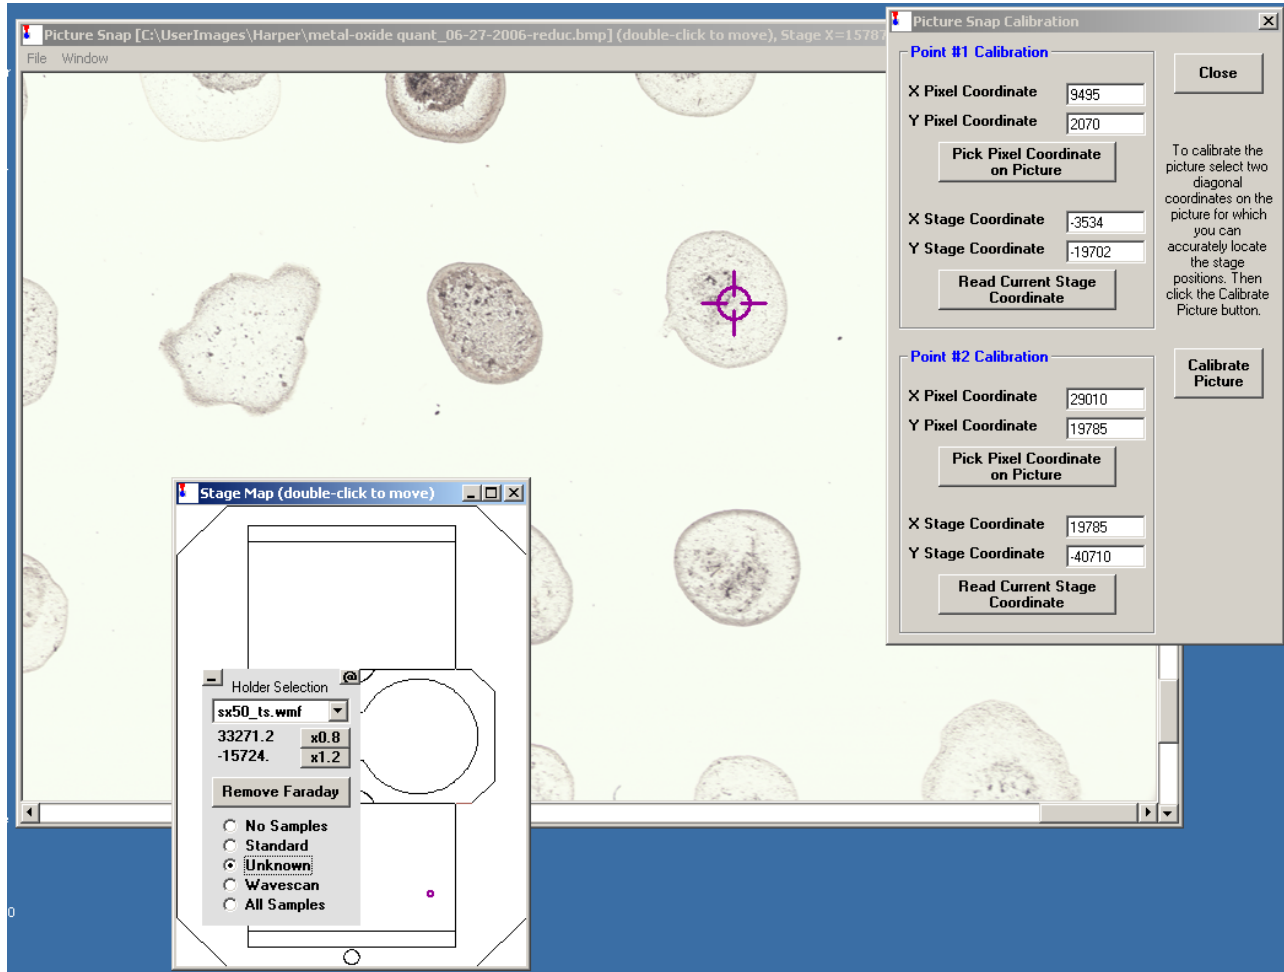 Picture Snap [C:\UserImages\Harper\metal-oxide quant_06-27-2006-reduc.bmp] (double-click to move), Stage X=15787
File Window
Picture Snap Calibration
Point #1 Calibration
X Pixel Coordinate 9495
Y Pixel Coordinate 2070
Pick Pixel Coordinate
on Picture
X Stage Coordinate -3534
Y Stage Coordinate -19702
Read Current Stage
Coordinate
Point #2 Calibration
X Pixel Coordinate 29010
Y Pixel Coordinate 19785
Pick Pixel Coordinate
on Picture
X Stage Coordinate 19785
Y Stage Coordinate -40710
Read Current Stage
Coordinate
Close
To calibrate the
picture select two
diagonal
coordinates on the
picture for which
you can
accurately locate
the stage
positions. Then
click the Calibrate
Picture button.
Calibrate
Picture
Stage Map (double-click to move)
@
Holder Selection
sx50_ts.wmf
33271.2 x0.8
-15724. x1.2
Remove Faraday
No Samples
Standard
Unknown
Wavescan
All Samples